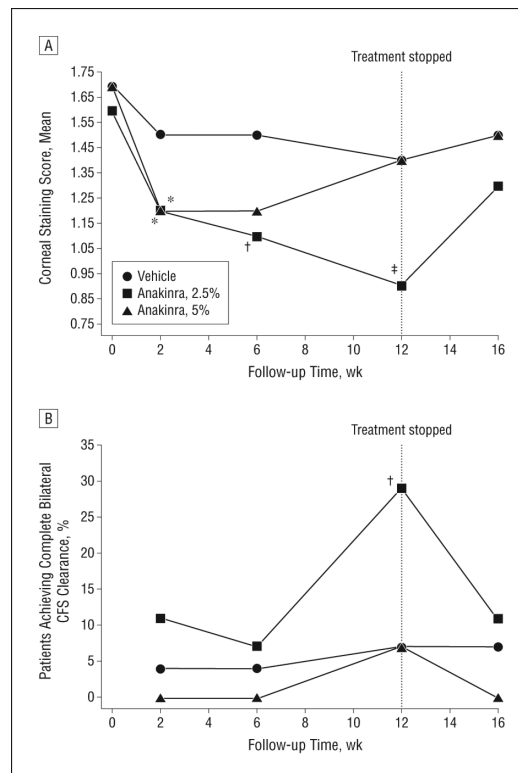 A
Treatment stopped
1.75
1.65
1.55
1.45
1.35
1.25
1.15
1.05
0.95
0.85
0.75
Corneal Staining Score, Mean
*
*
†
‡
Vehicle
Anakinra, 2.5%
Anakinra, 5%
0 2 4 6 8 10 12 14 16
Follow-up Time, wk
B
Treatment stopped
35
30
25
20
15
10
5
0
Patients Achieving Complete Bilateral
CFS Clearance, %
†
0 2 4 6 8 10 12 14 16
Follow-up Time, wk